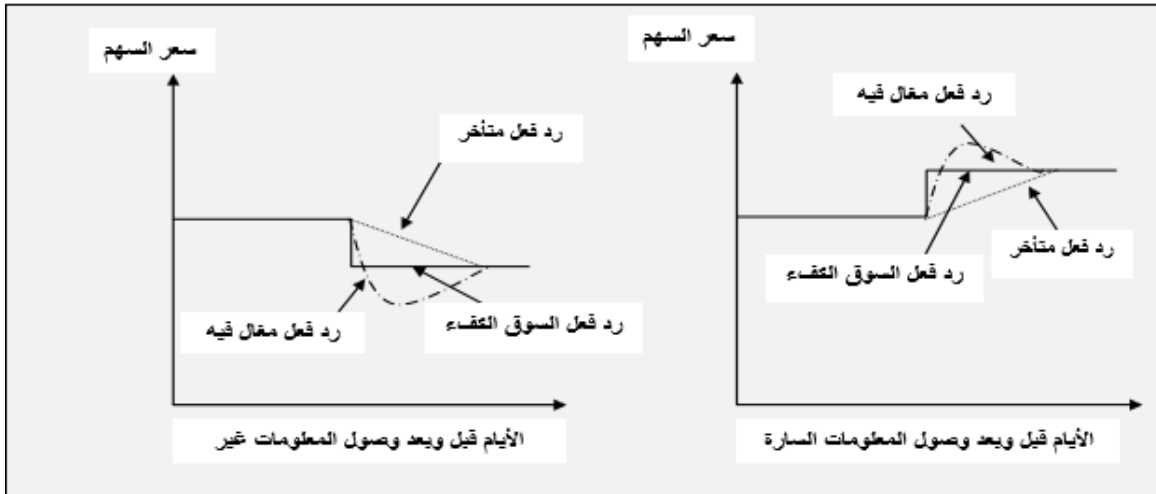 سعر السهم
رد فعل مغال فيه
رد فعل السوق الكفء
رد فعل متأخر
الأيام قبل وبعد وصول المعلومات السارة
سعر السهم
رد فعل متأخر
رد فعل السوق الكفء
رد فعل مغال فيه
الأيام قبل وبعد وصول المعلومات غير